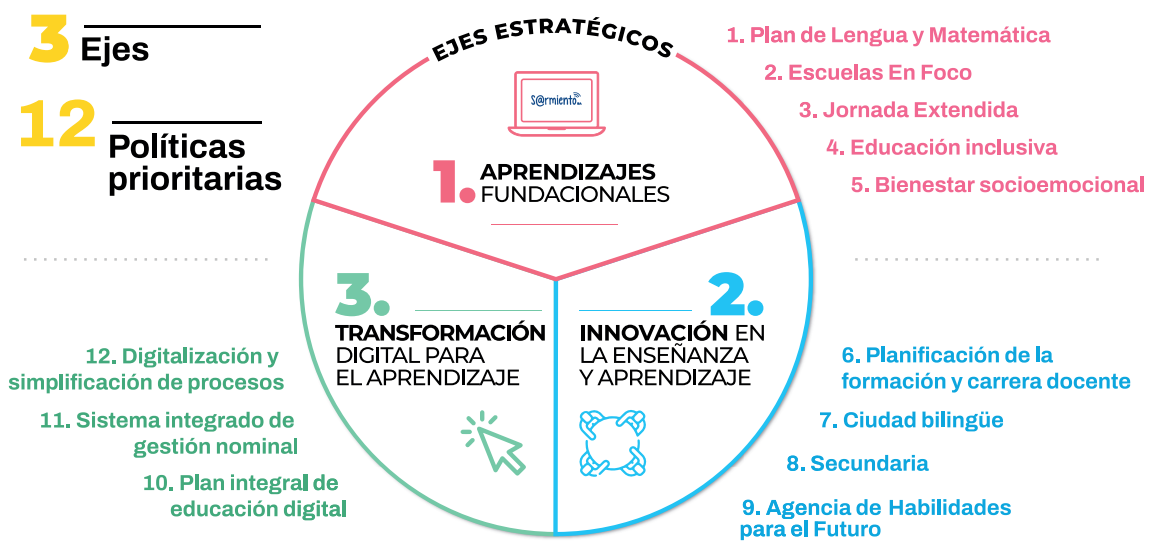 3 Ejes
12 Políticas
prioritarias
EJES ESTRATÉGICOS
S@rmiento
1. APRENDIZAJES
FUNDACIONALES
1. Plan de Lengua y Matemática
2. Escuelas En Foco
3. Jornada Extendida
4. Educación inclusiva
5. Bienestar socioemocional
2.
INNOVACIÓN EN
LA ENSEÑANZA
Y APRENDIZAJE
6. Planificación de la
formación y carrera docente
7. Ciudad bilingüe
8. Secundaria
9. Agencia de Habilidades
para el Futuro
3.
TRANSFORMACIÓN
DIGITAL PARA
EL APRENDIZAJE
12. Digitalización y
simplificación de procesos
11. Sistema integrado de
gestión nominal
10. Plan integral de
educación digital